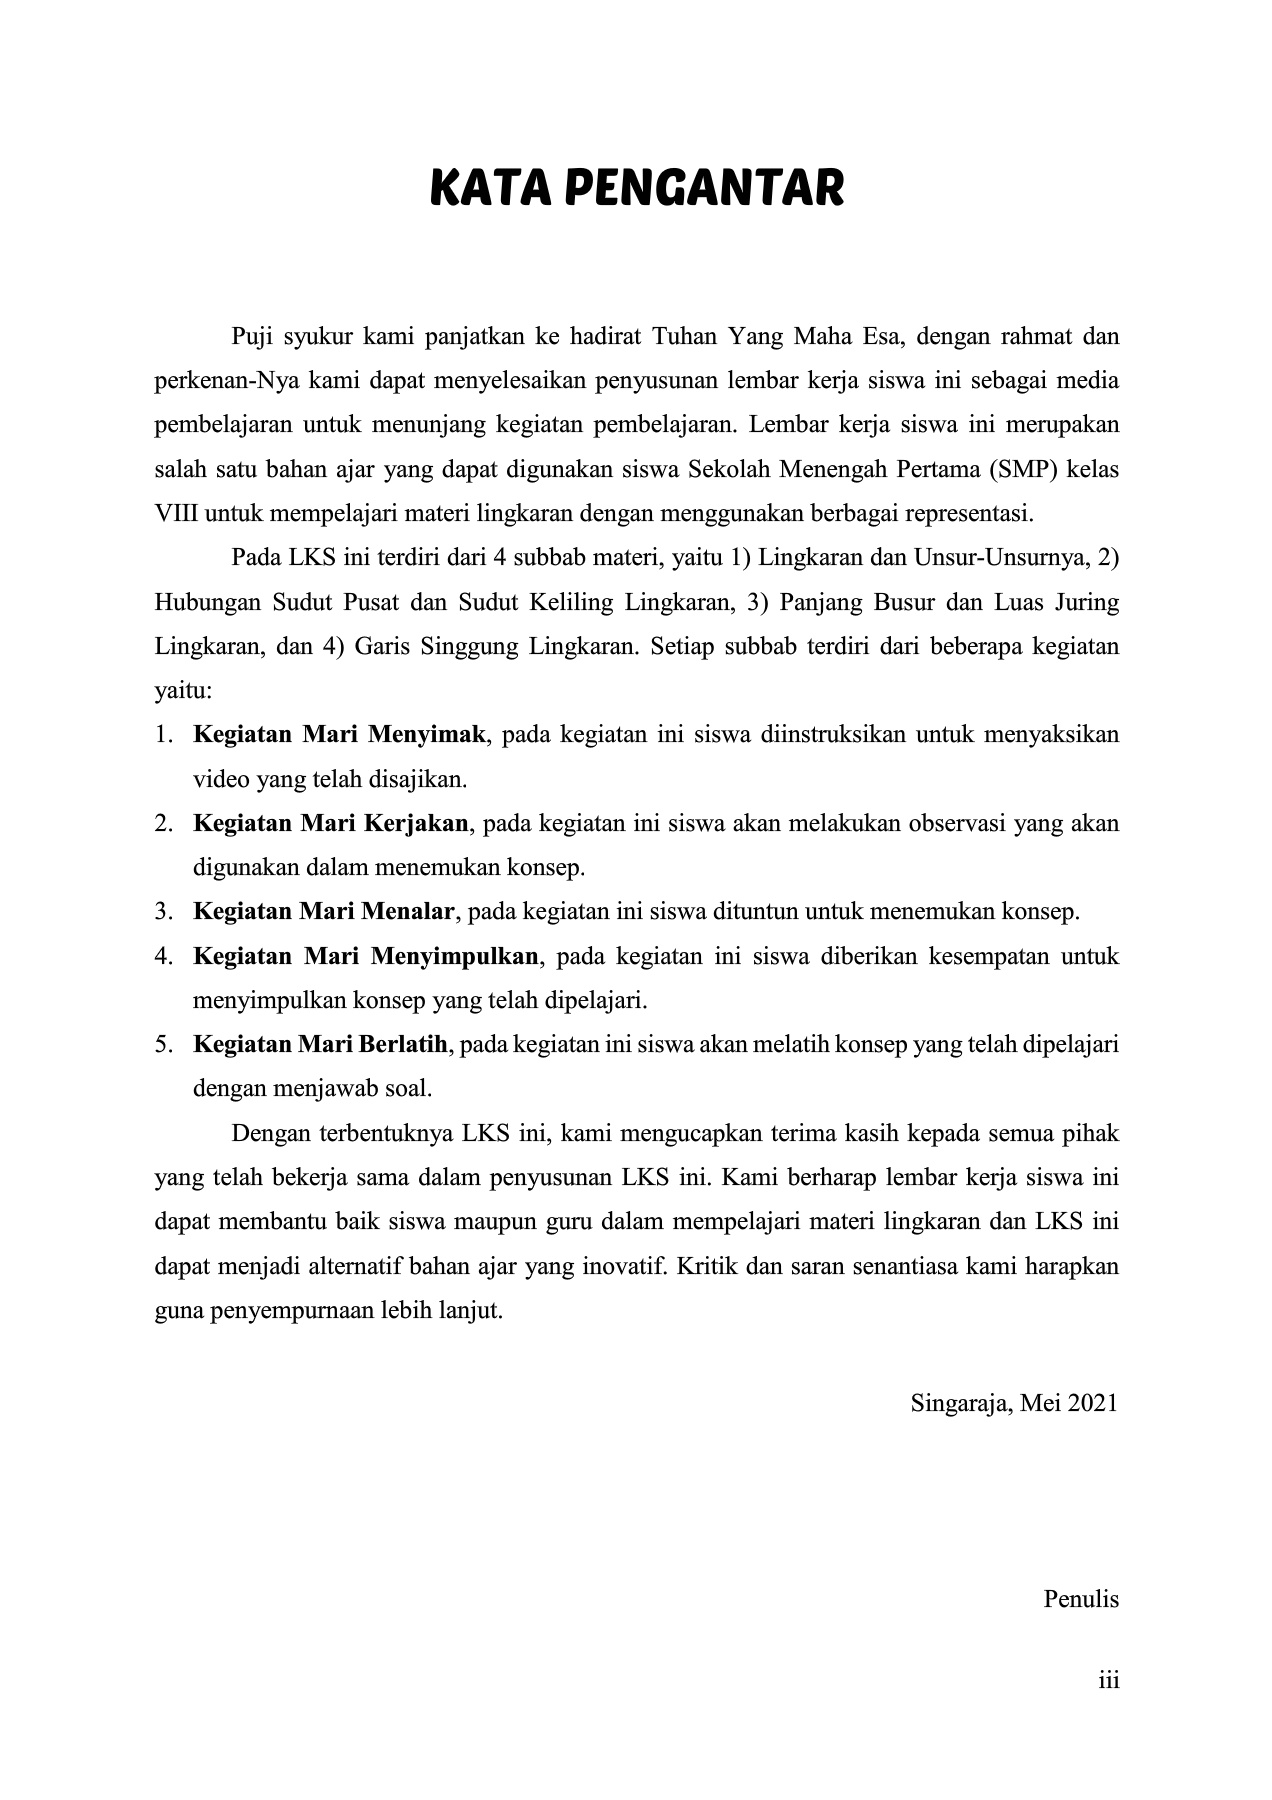 KATA PENGANTAR
Puji syukur kami panjatkan ke hadirat Tuhan Yang Maha Esa, dengan rahmat dan
perkenan-Nya kami dapat menyelesaikan penyusunan lembar kerja siswa ini sebagai media
pembelajaran untuk menunjang kegiatan pembelajaran. Lembar kerja siswa ini merupakan
salah satu bahan ajar yang dapat digunakan siswa Sekolah Menengah Pertama (SMP) kelas
VIII untuk mempelajari materi lingkaran dengan menggunakan berbagai representasi.
Pada LKS ini terdiri dari 4 subbab materi, yaitu 1) Lingkaran dan Unsur-Unsurnya, 2)
Hubungan Sudut Pusat dan Sudut Keliling Lingkaran, 3) Panjang Busur dan Luas Juring
Lingkaran, dan 4) Garis Singgung Lingkaran. Setiap subbab terdiri dari beberapa kegiatan
yaitu:
1. Kegiatan Mari Menyimak, pada kegiatan ini siswa diinstruksikan untuk menyaksikan
video yang telah disajikan.
2. Kegiatan Mari Kerjakan, pada kegiatan ini siswa akan melakukan observasi yang akan
digunakan dalam menemukan konsep.
3. Kegiatan Mari Menalar, pada kegiatan ini siswa dituntun untuk menemukan konsep.
4. Kegiatan Mari Menyimpulkan, pada kegiatan ini siswa diberikan kesempatan untuk
menyimpulkan konsep yang telah dipelajari.
5. Kegiatan Mari Berlatih, pada kegiatan ini siswa akan melatih konsep yang telah dipelajari
dengan menjawab soal.
Dengan terbentuknya LKS ini, kami mengucapkan terima kasih kepada semua pihak
yang telah bekerja sama dalam penyusunan LKS ini. Kami berharap lembar kerja siswa ini
dapat membantu baik siswa maupun guru dalam mempelajari materi lingkaran dan LKS ini
dapat menjadi alternatif bahan ajar yang inovatif. Kritik dan saran senantiasa kami harapkan
guna penyempurnaan lebih lanjut.
Singaraja, Mei 2021
Penulis
iii